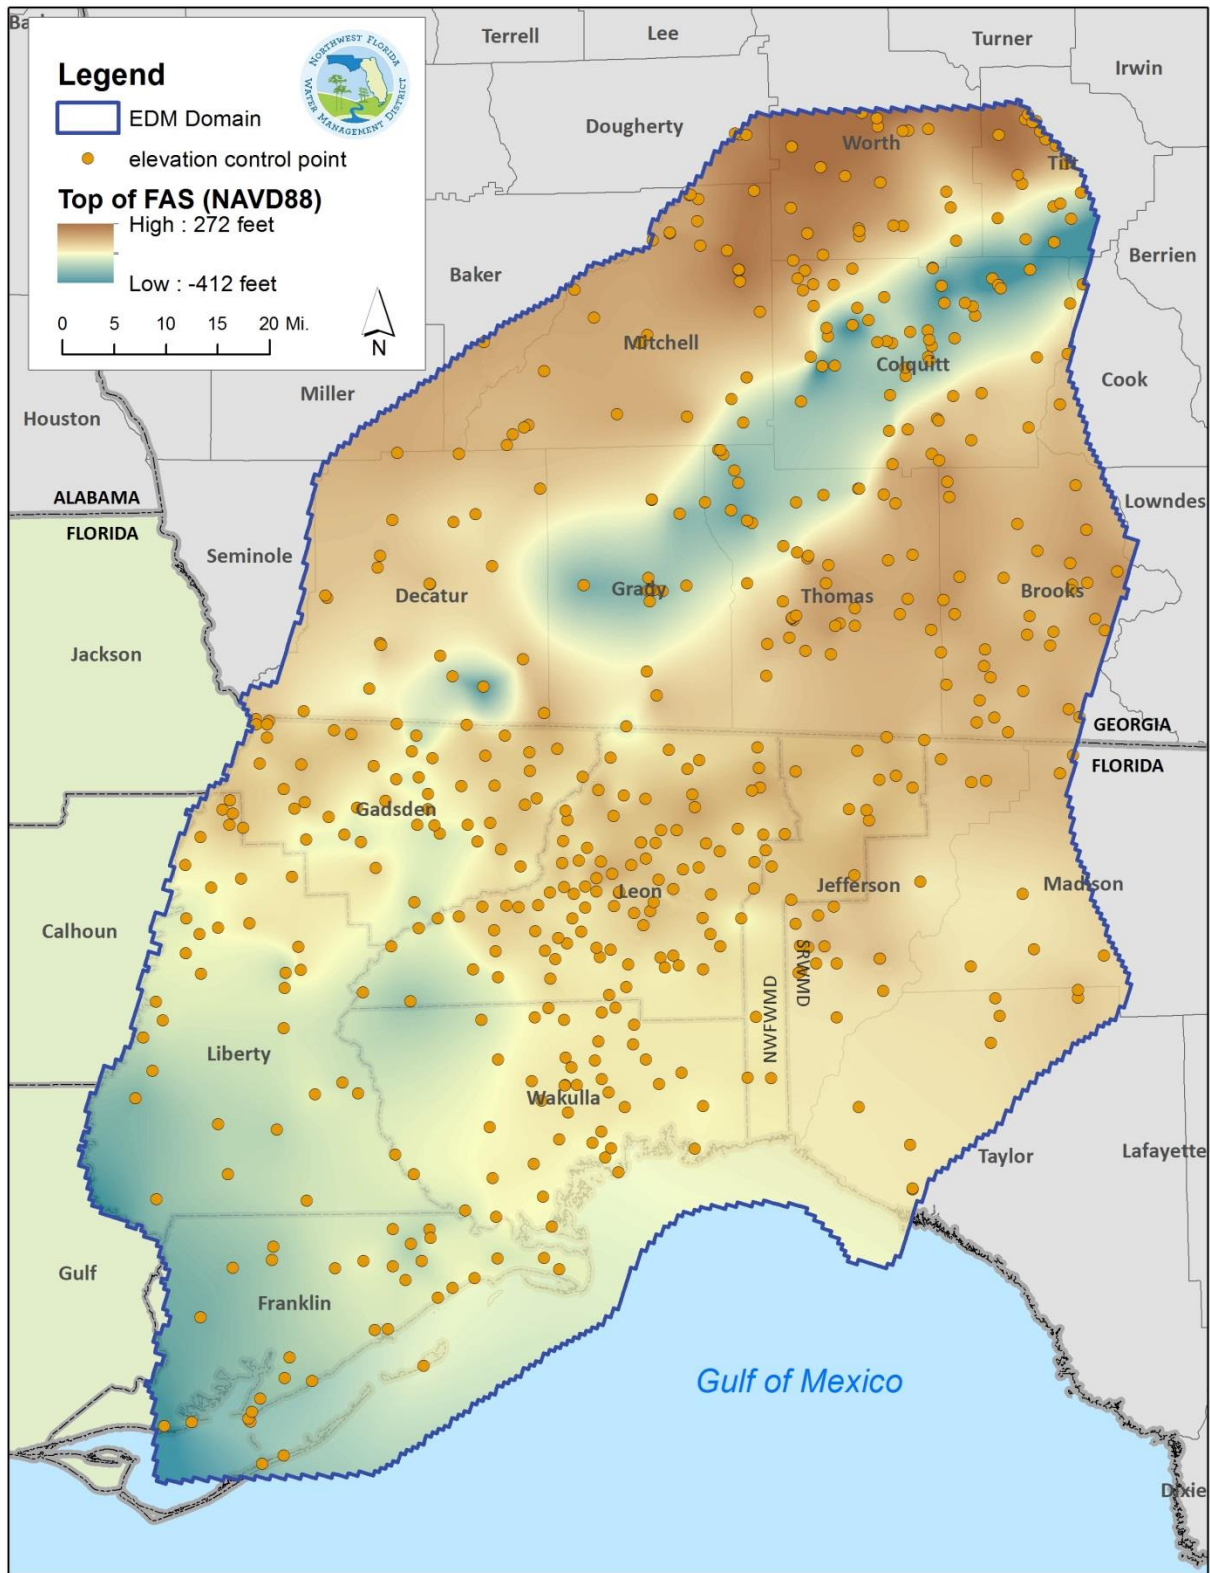 Ba
Terrell
Lee
Turner
Irwin
Legend
EDM Domain
elevation control point
Top of FAS (NAVD88)
High : 272 feet
Low : -412 feet
0 5 10 15 20 Mi.
N
NORTHWEST FLORIDA
WATER MANAGEMENT DISTRICT
Dougherty
Worth
Tift
Baker
Berrien
Mitchell
Colquitt
Miller
Cook
Houston
ALABAMA
FLORIDA
Lowndes
Seminole
Decatur
Grady
Thomas
Brooks
Jackson
GEORGIA
FLORIDA
Gadsden
Leon
Jefferson
Madison
Calhoun
NWFWMD
SRWMD
Liberty
Wakulla
Taylor
Lafayette
Gulf
Franklin
Gulf of Mexico
Dixie